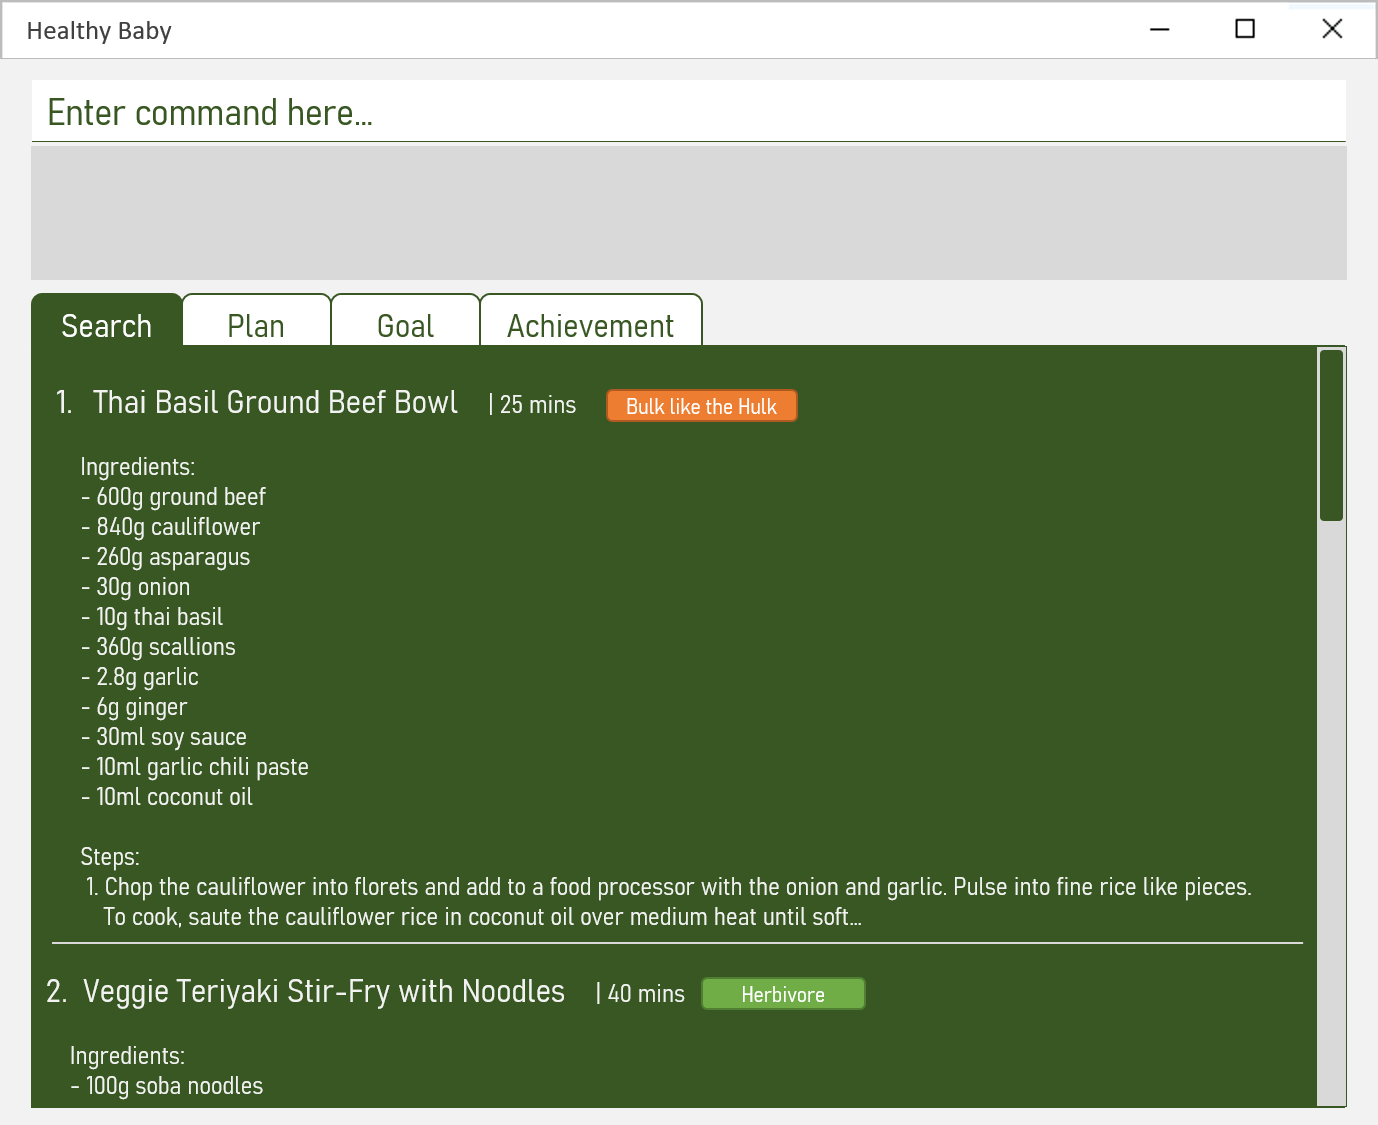 Healthy Baby
Enter command here...
Search
Plan
Goal
Achievement
1. Thai Basil Ground Beef Bowl | 25 mins Bulk like the Hulk
Ingredients:
- 600g ground beef
- 840g cauliflower
- 260g asparagus
- 30g onion
- 10g thai basil
- 360g scallions
- 2.8g garlic
- 6g ginger
- 30ml soy sauce
- 10ml garlic chili paste
- 10ml coconut oil
Steps:
1. Chop the cauliflower into florets and add to a food processor with the onion and garlic. Pulse into fine rice like pieces.
To cook, saute the cauliflower rice in coconut oil over medium heat until soft...
2. Veggie Teriyaki Stir-Fry with Noodles | 40 mins Herbivore
Ingredients:
- 100g soba noodles